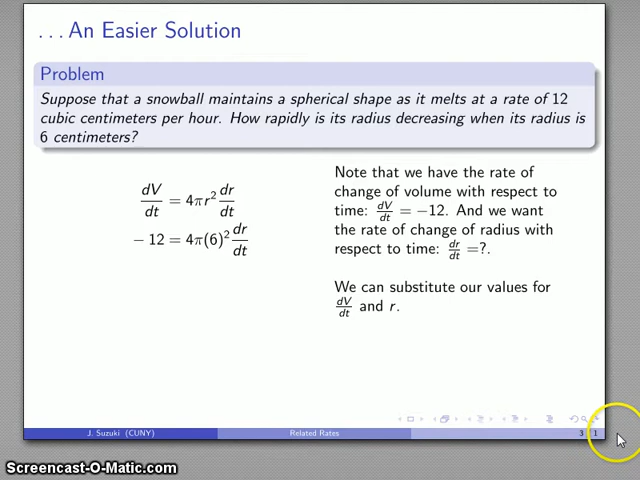 . . . An Easier Solution
Problem
Suppose that a snowball maintains a spherical shape as it melts at a rate of 12
cubic centimeters per hour. How rapidly is its radius decreasing when its radius is
6 centimeters?
dV/dt = 4πr² dr/dt
− 12 = 4π(6)² dr/dt
Note that we have the rate of
change of volume with respect to
time: dV/dt = −12. And we want
the rate of change of radius with
respect to time: dr/dt =?.
We can substitute our values for
dV/dt and r.
J. Suzuki (CUNY)
Related Rates
3
1
Screencast-O-Matic.com